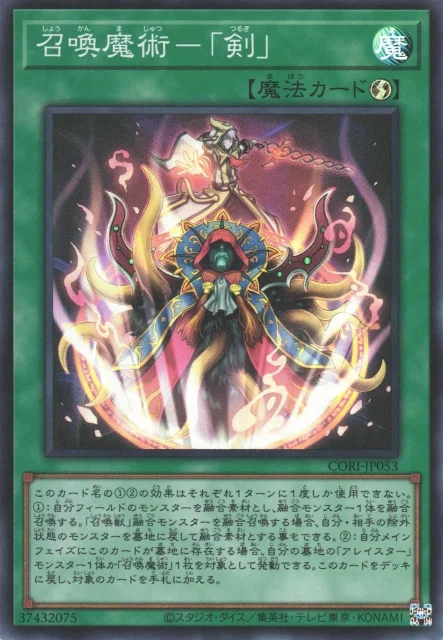 召喚魔術－「剣」
魔
【魔法カード】
CORI-JP053
このカード名の①②の効果はそれぞれ1ターンに1度しか使用できない。
①：自分フィールドのモンスターを融合素材とし、融合モンスター1体を融合
召喚する。「召喚獣」融合モンスターを融合召喚する場合、自分・相手の除外
状態のモンスターを墓地に戻して融合素材とする事もできる。②：自分メイン
フェイズにこのカードが墓地に存在する場合、自分の墓地の「アレイスター」
モンスター1体か「召喚魔術」1枚を対象として発動できる。このカードをデッキ
に戻し、対象のカードを手札に加える。
37432075
©スタジオ・ダイス／集英社・テレビ東京・KONAMI